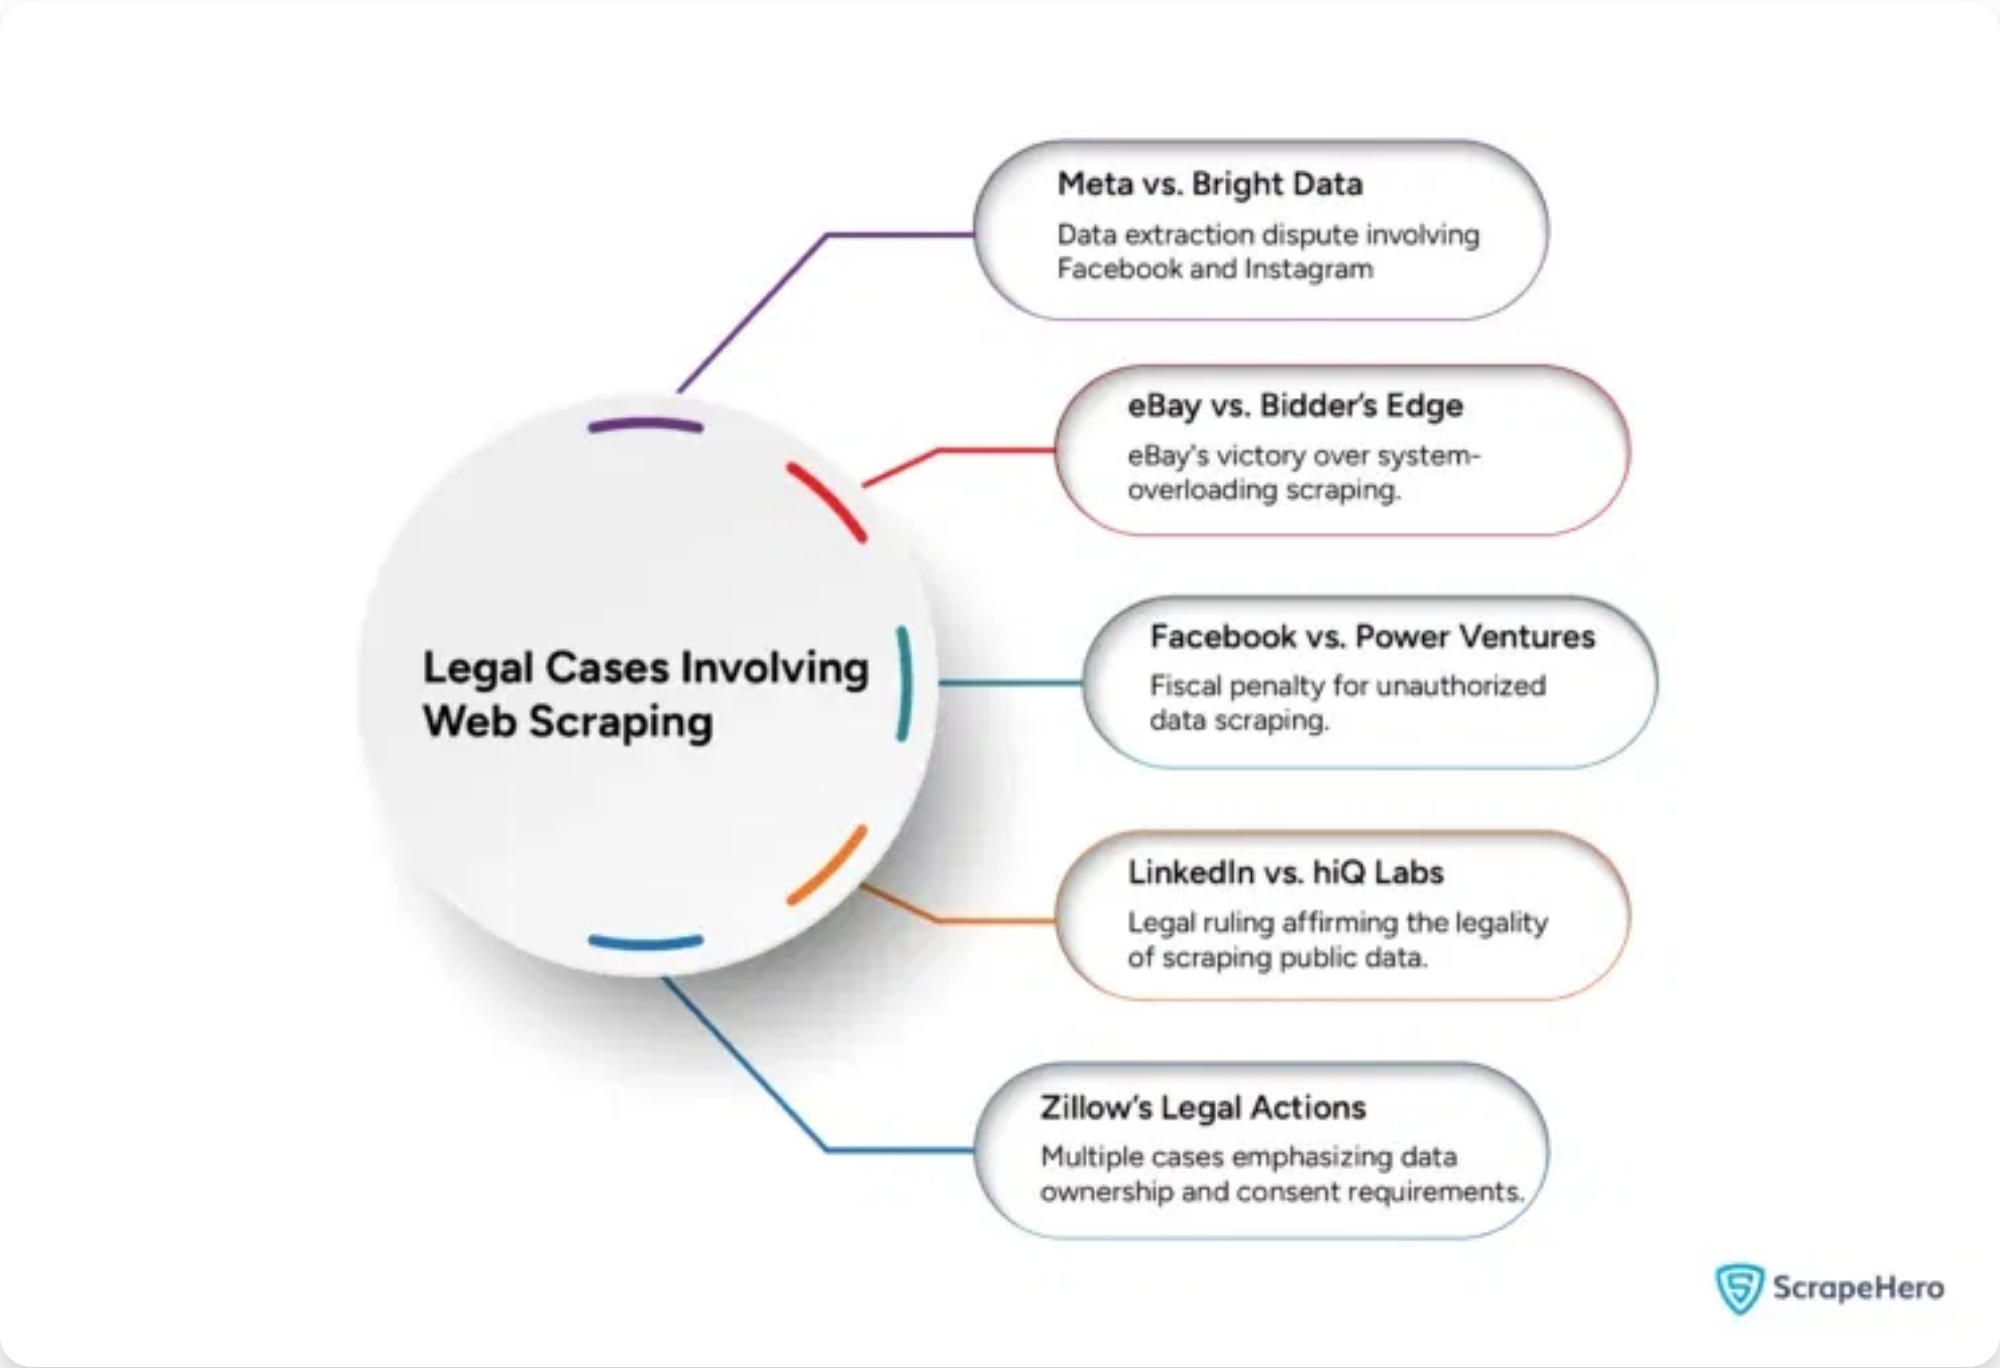 Legal Cases Involving
Web Scraping
Meta vs. Bright Data
Data extraction dispute involving
Facebook and Instagram
eBay vs. Bidder's Edge
eBay's victory over system-
overloading scraping.
Facebook vs. Power Ventures
Fiscal penalty for unauthorized
data scraping.
LinkedIn vs. hiQ Labs
Legal ruling affirming the legality
of scraping public data.
Zillow's Legal Actions
Multiple cases emphasizing data
ownership and consent requirements.
ScrapeHero